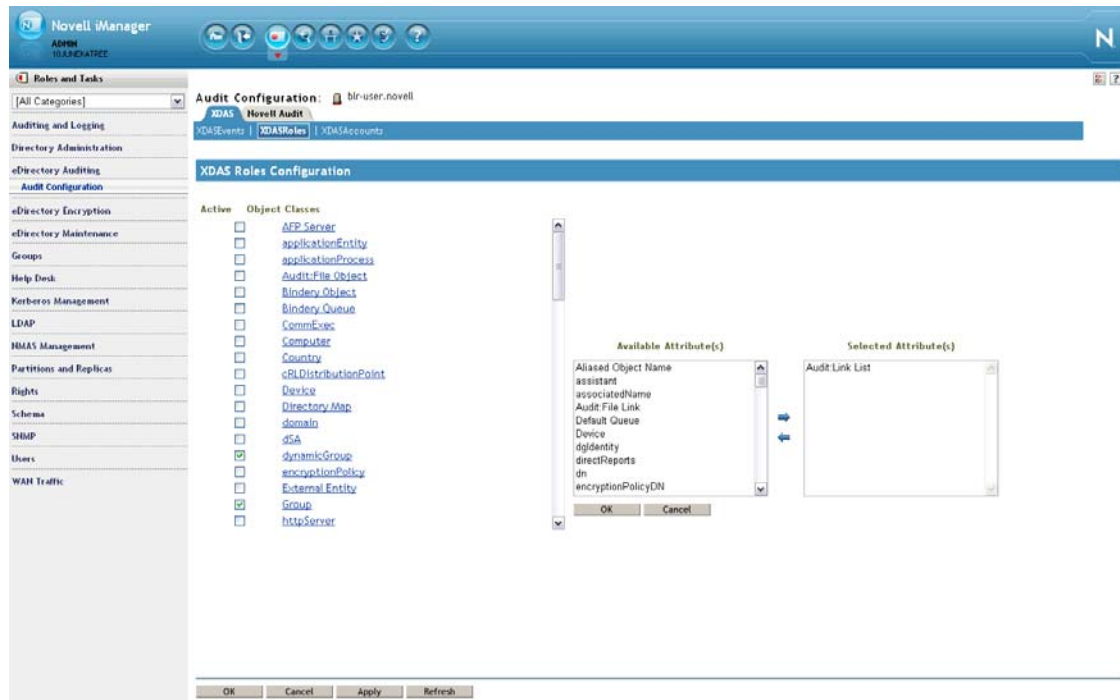 Novell iManager
ADMIN
N
Roles and Tasks
[All Categories]
Auditing and Logging
Directory Administration
eDirectory Auditing
Audit Configuration
eDirectory Encryption
eDirectory Maintenance
Groups
Help Desk
Kerberos Management
LDAP
NMAS Management
Partitions and Replicas
Rights
Schema
SNMP
Users
WAN Traffic
Audit Configuration: blr-user.novell
XDAS Novell Audit
XDASEvents | XDASRoles | XDASAccounts
XDAS Roles Configuration
Active Object Classes
AFP Server
applicationEntity
applicationProcess
Audit:File Object
Bindery Object
Bindery Queue
CommExec
Computer
Country
cRLDistributionPoint
Device
Directory Map
domain
dSA
dynamicGroup
encryptionPolicy
External Entity
Group
httpServer
Available Attribute(s)
Aliased Object Name
assistant
associatedName
Audit:File Link
Default Queue
Device
dgIdentity
directReports
dn
encryptionPolicyDN
OK Cancel
Selected Attribute(s)
Audit:Link List
OK Cancel Apply Refresh